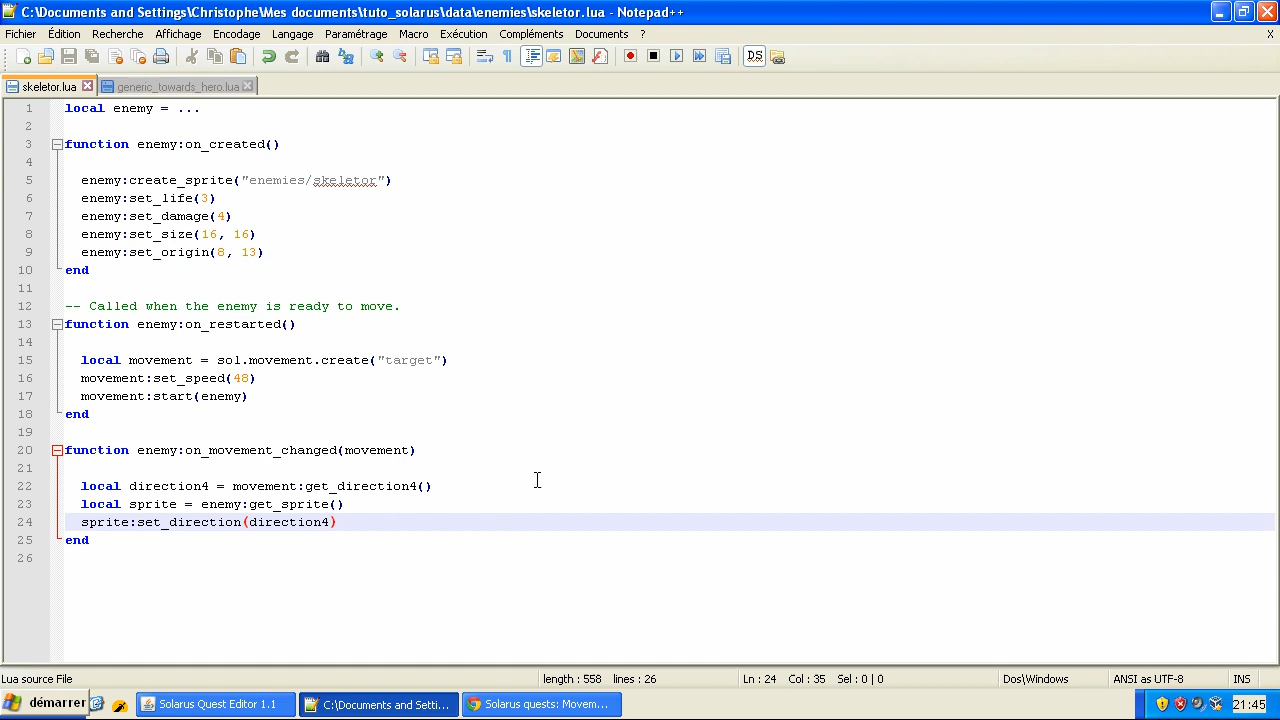 C:\Documents and Settings\Christophe\Mes documents\tuto_solarus\data\enemies\skeletor.lua - Notepad++
Fichier Édition Recherche Affichage Encodage Langage Paramétrage Macro Exécution Compléments Documents ? X
skeletor.lua generic_towards_hero.lua
1 local enemy = ...
2
3 function enemy:on_created()
4
5 enemy:create_sprite("enemies/skeletor")
6 enemy:set_life(3)
7 enemy:set_damage(4)
8 enemy:set_size(16, 16)
9 enemy:set_origin(8, 13)
10 end
11
12 -- Called when the enemy is ready to move.
13 function enemy:on_restarted()
14
15 local movement = sol.movement.create("target")
16 movement:set_speed(48)
17 movement:start(enemy)
18 end
19
20 function enemy:on_movement_changed(movement)
21
22 local direction4 = movement:get_direction4()
23 local sprite = enemy:get_sprite()
24 sprite:set_direction(direction4)
25 end
26
Lua source File length : 558 lines : 26 Ln : 24 Col : 35 Sel : 0 | 0 Dos\Windows ANSI as UTF-8 INS
démarrer Solarus Quest Editor 1.1 C:\Documents and Setti... Solarus quests: Movem... 21:45